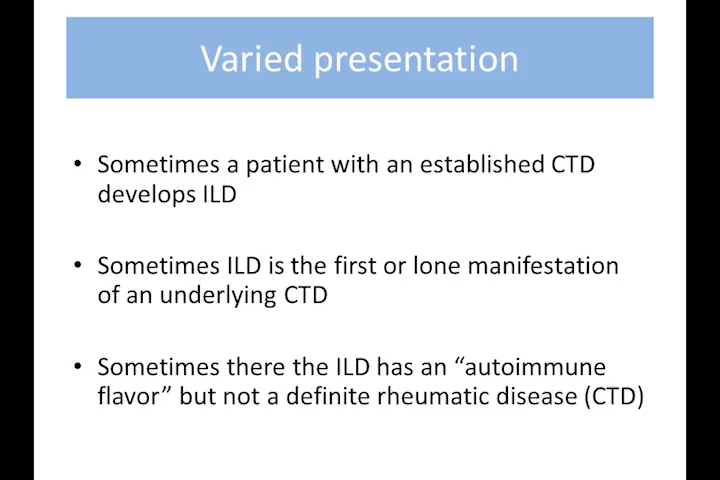 Varied presentation
• Sometimes a patient with an established CTD
develops ILD
• Sometimes ILD is the first or lone manifestation
of an underlying CTD
• Sometimes there the ILD has an “autoimmune
flavor” but not a definite rheumatic disease (CTD)